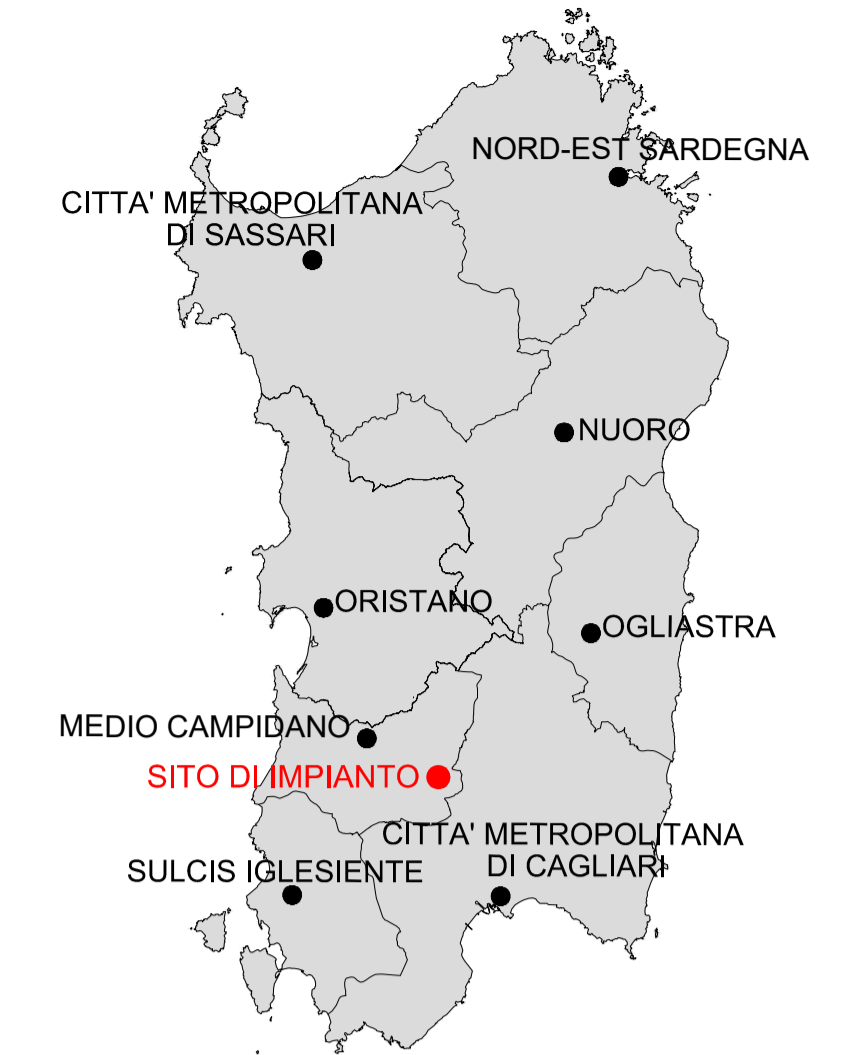 NORD-EST SARDEGNA
CITTA' METROPOLITANA
DI SASSARI
NUORO
ORISTANO
OGLIASTRA
MEDIO CAMPIDANO
SITO DI IMPIANTO
CITTA' METROPOLITANA
DI CAGLIARI
SULCIS IGLESIENTE